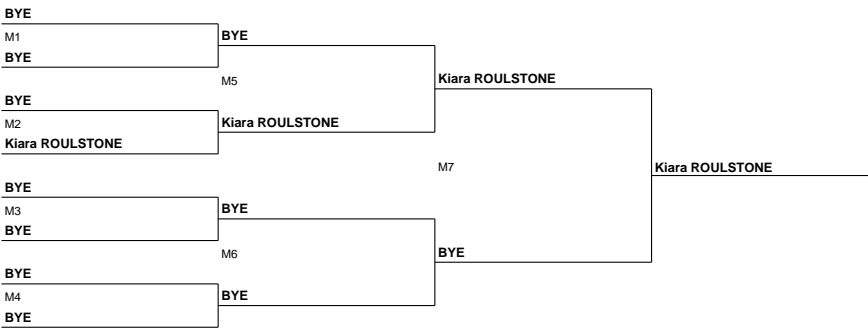 BYE
M1
BYE
BYE
M5
BYE
M2
Kiara ROULSTONE
Kiara ROULSTONE
Kiara ROULSTONE
M7
Kiara ROULSTONE
BYE
M3
BYE
BYE
M6
BYE
BYE
M4
BYE
BYE